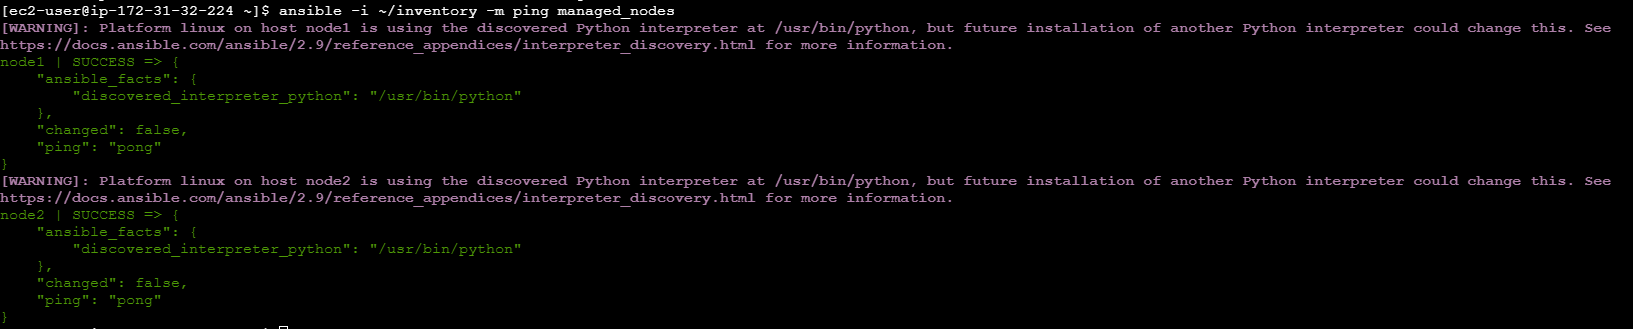 [ec2-user@ip-172-31-32-224 ~]$ ansible -i ~/inventory -m ping managed_nodes
[WARNING]: Platform linux on host node1 is using the discovered Python interpreter at /usr/bin/python, but future installation of another Python interpreter could change this. See
https://docs.ansible.com/ansible/2.9/reference_appendices/interpreter_discovery.html for more information.
node1 | SUCCESS => {
    "ansible_facts": {
        "discovered_interpreter_python": "/usr/bin/python"
    },
    "changed": false,
    "ping": "pong"
}
[WARNING]: Platform linux on host node2 is using the discovered Python interpreter at /usr/bin/python, but future installation of another Python interpreter could change this. See
https://docs.ansible.com/ansible/2.9/reference_appendices/interpreter_discovery.html for more information.
node2 | SUCCESS => {
    "ansible_facts": {
        "discovered_interpreter_python": "/usr/bin/python"
    },
    "changed": false,
    "ping": "pong"
}